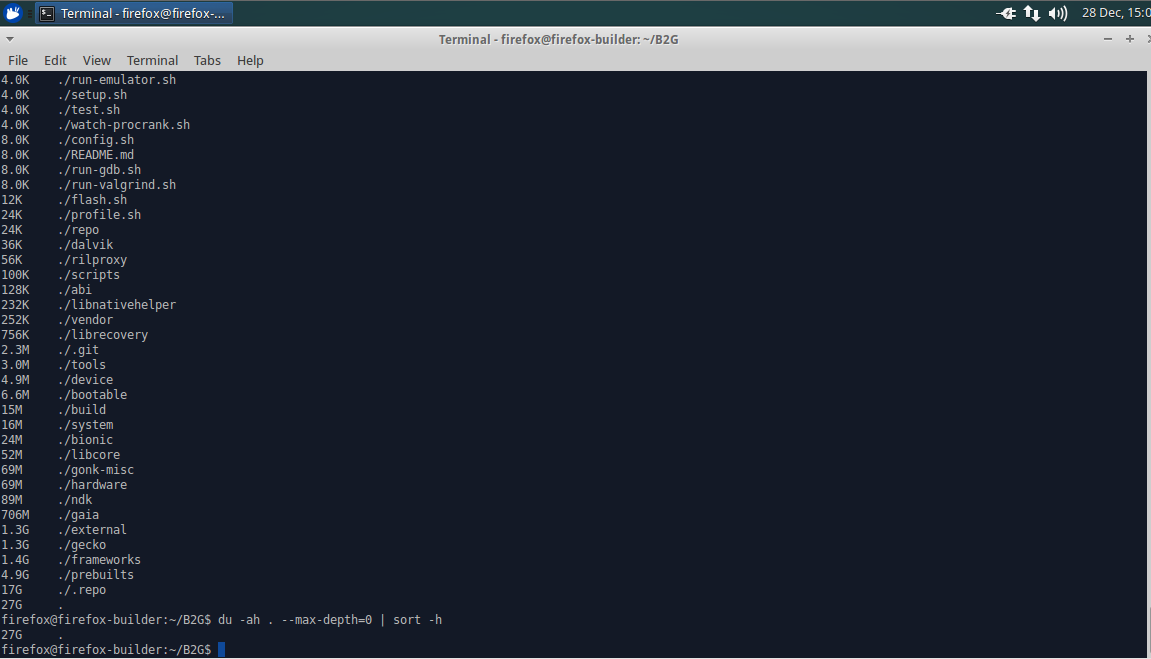 Terminal - firefox@firefox-...
28 Dec, 15:0
Terminal - firefox@firefox-builder: ~/B2G
File Edit View Terminal Tabs Help
4.0K ./run-emulator.sh
4.0K ./setup.sh
4.0K ./test.sh
4.0K ./watch-procrank.sh
8.0K ./config.sh
8.0K ./README.md
8.0K ./run-gdb.sh
8.0K ./run-valgrind.sh
12K ./flash.sh
24K ./profile.sh
24K ./repo
36K ./dalvik
56K ./rilproxy
100K ./scripts
128K ./abi
232K ./libnativehelper
252K ./vendor
756K ./librecovery
2.3M ./.git
3.0M ./tools
4.9M ./device
6.6M ./bootable
15M ./build
16M ./system
24M ./bionic
52M ./libcore
69M ./gonk-misc
69M ./hardware
89M ./ndk
706M ./gaia
1.3G ./external
1.3G ./gecko
1.4G ./frameworks
4.9G ./prebuilts
17G ./.repo
27G .
firefox@firefox-builder:~/B2G$ du -ah . --max-depth=0 | sort -h
27G .
firefox@firefox-builder:~/B2G$